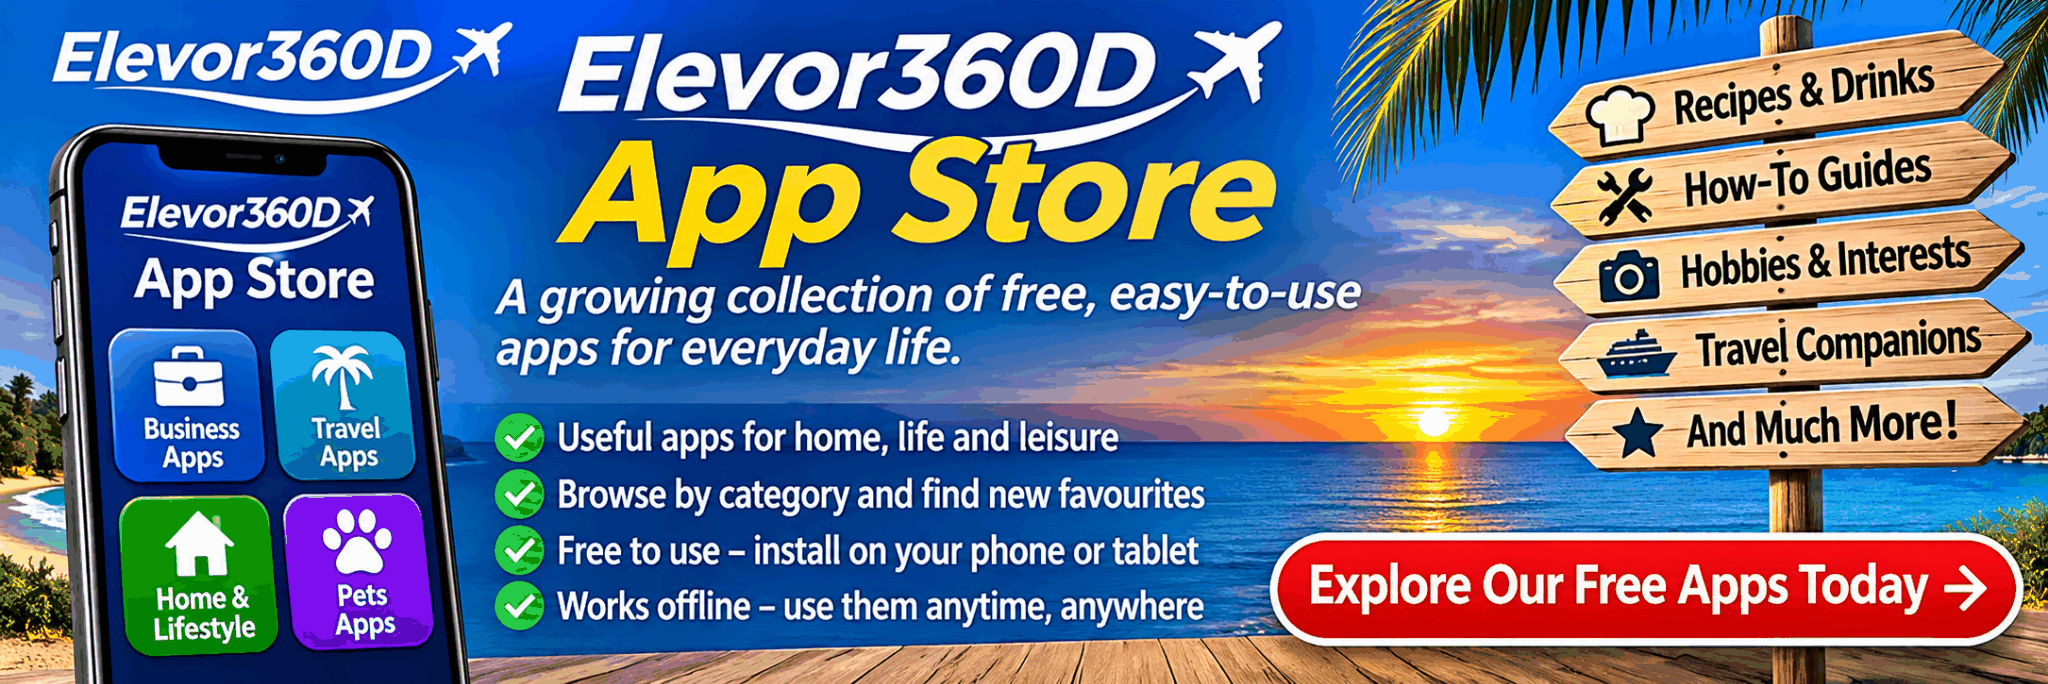 Elevor360D
Elevor360D
App Store
Business
Apps
Travel
Apps
Home &
Lifestyle
Pets
Apps
Elevor360D
App Store
A growing collection of free, easy-to-use
apps for everyday life.
Useful apps for home, life and leisure
Browse by category and find new favourites
Free to use – install on your phone or tablet
Works offline – use them anytime, anywhere
Recipes & Drinks
How-To Guides
Hobbies & Interests
Travel Companions
And Much More!
Explore Our Free Apps Today →